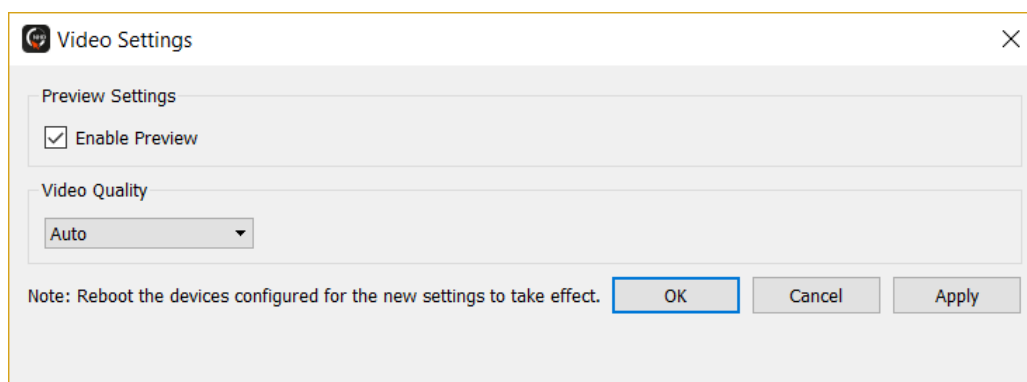 Video Settings
Preview Settings
Enable Preview
Video Quality
Auto
Note: Reboot the devices configured for the new settings to take effect. OK Cancel Apply